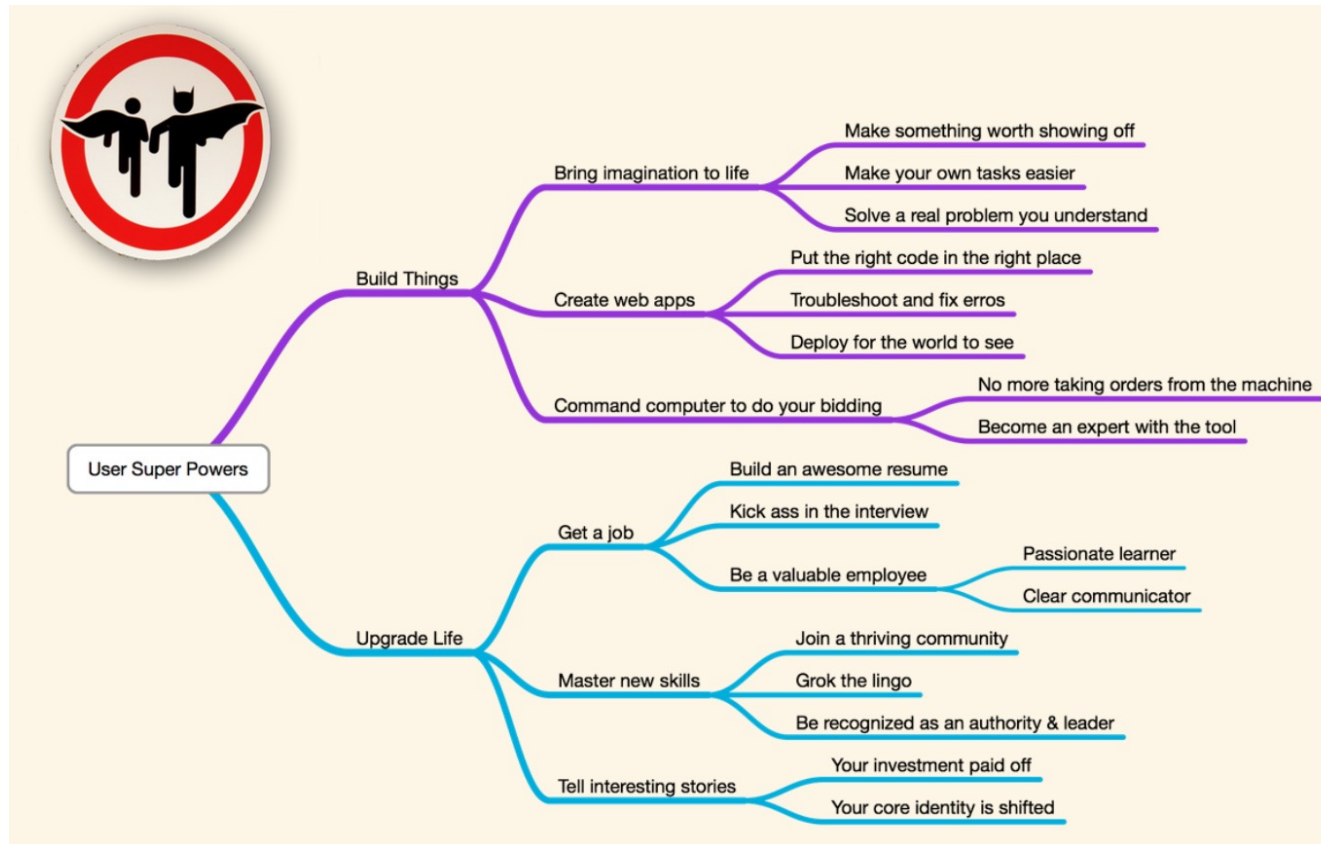 User Super Powers
Build Things
Bring imagination to life
Make something worth showing off
Make your own tasks easier
Solve a real problem you understand
Create web apps
Put the right code in the right place
Troubleshoot and fix erros
Deploy for the world to see
Command computer to do your bidding
No more taking orders from the machine
Become an expert with the tool
Upgrade Life
Get a job
Build an awesome resume
Kick ass in the interview
Be a valuable employee
Passionate learner
Clear communicator
Master new skills
Join a thriving community
Grok the lingo
Be recognized as an authority & leader
Tell interesting stories
Your investment paid off
Your core identity is shifted